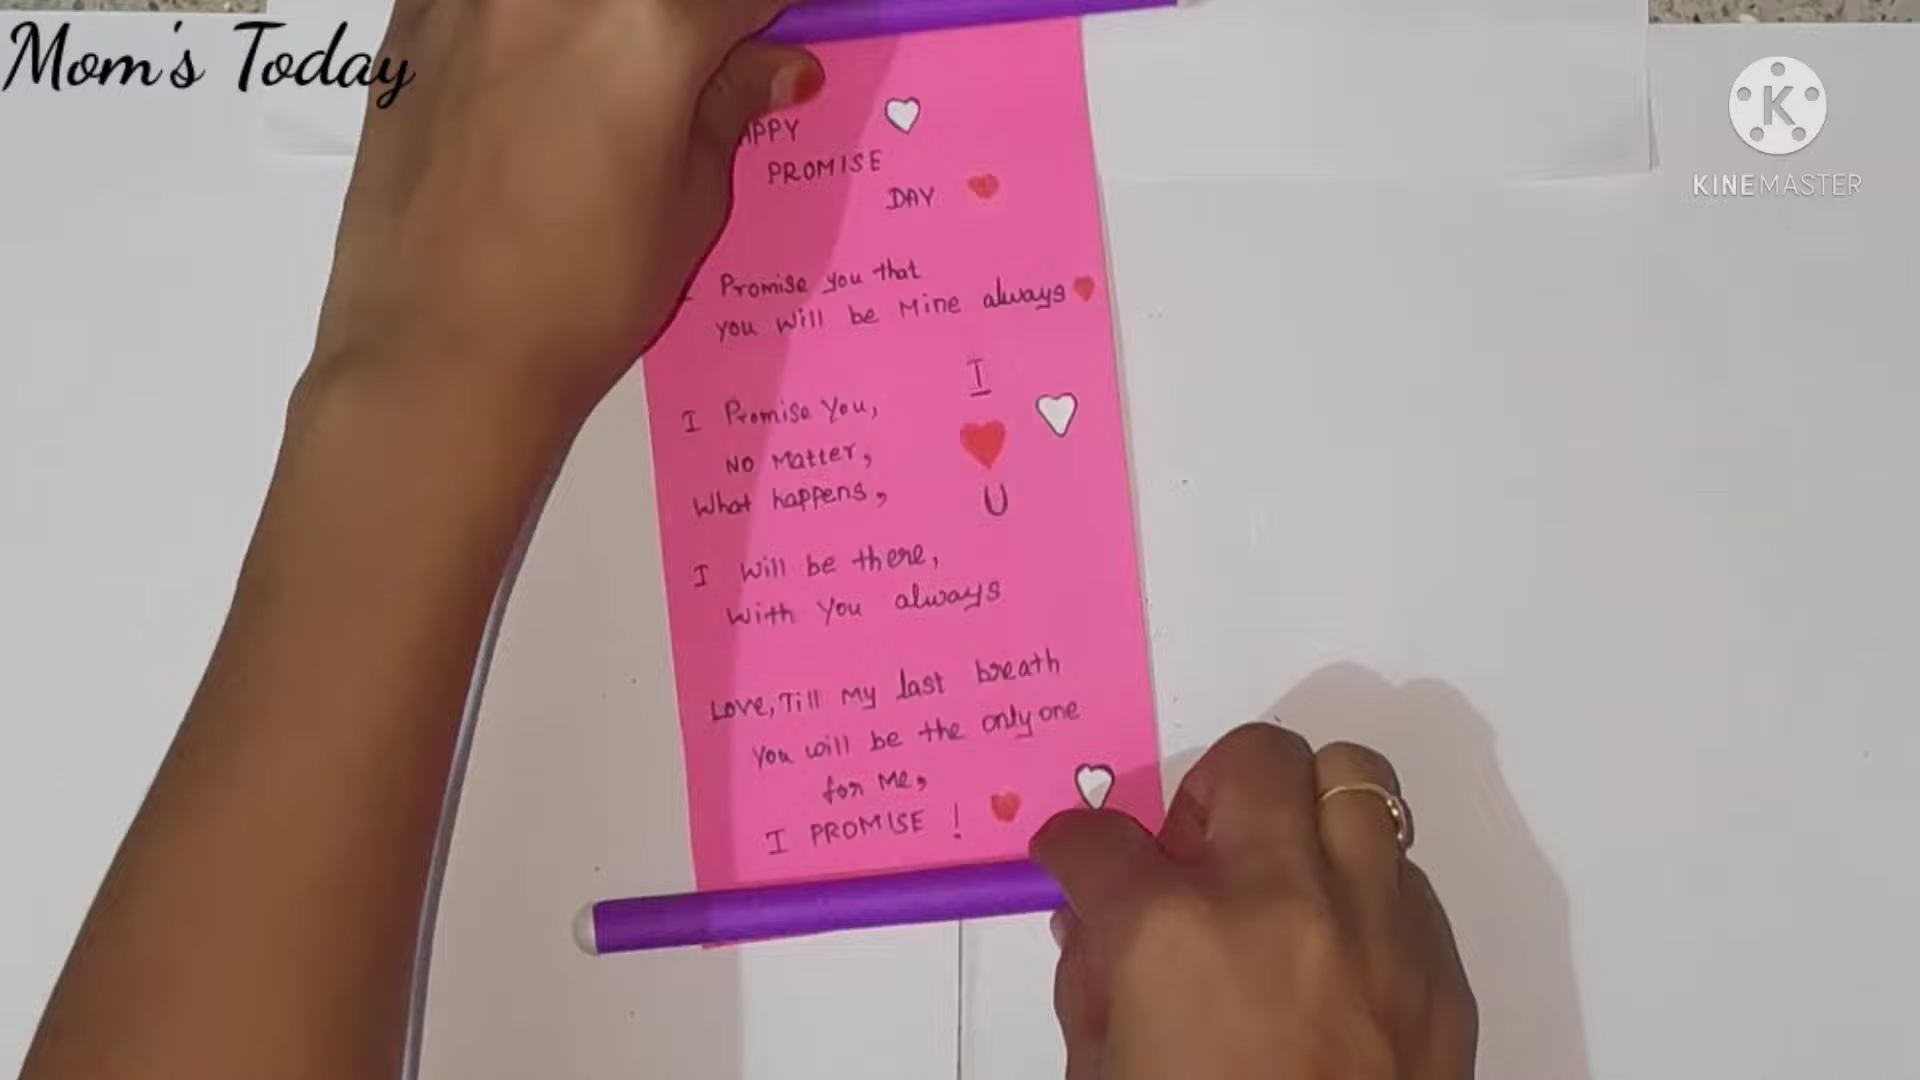 Mom's Today
KINEMASTER
APPY
PROMISE
DAY
I Promise you that
you will be Mine always
I Promise You,
No Matter,
What happens,
I
U
I will be there,
With You always
Love, Till My last breath
You will be the only one
for Me,
I PROMISE !